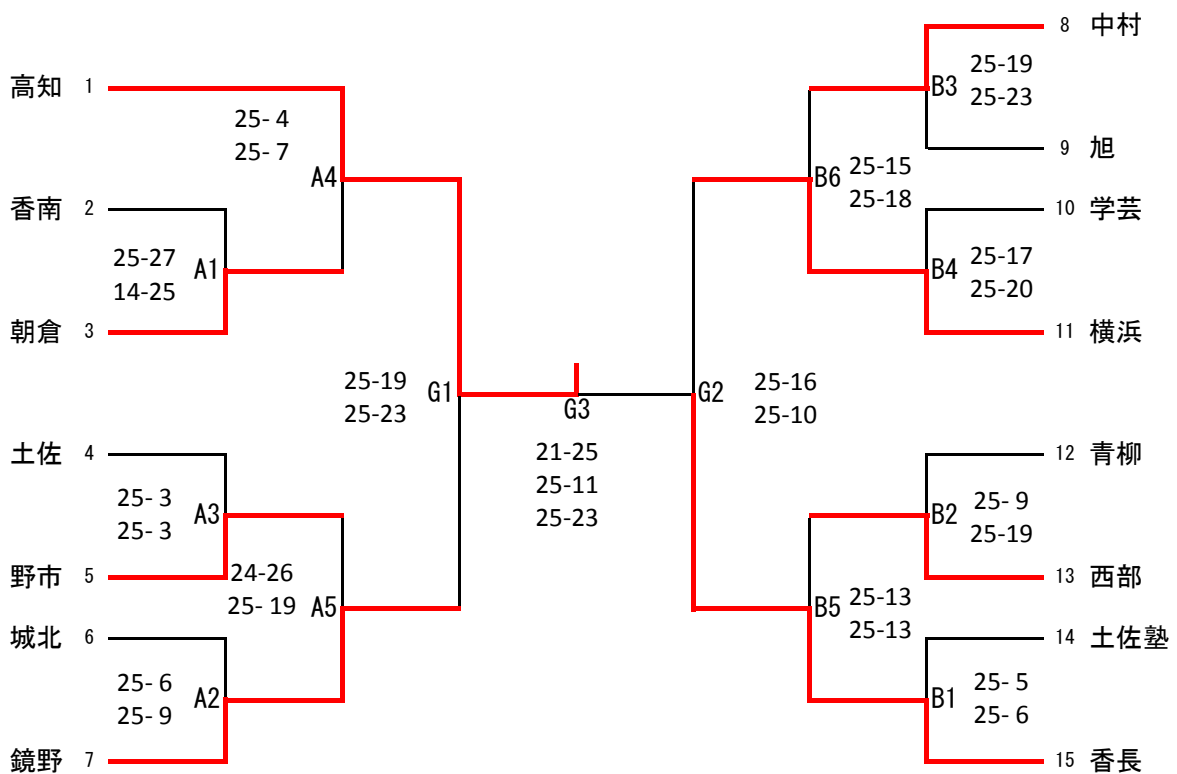 8 中村
25-19
B3
25-23
高知 1
25- 4
25- 7
9 旭
A4
B6
25-15
25-18
香南 2
10 学芸
25-27
A1
14-25
25-17
B4
25-20
朝倉 3
11 横浜
25-19
G1
25-23
G3
21-25
25-11
25-23
G2
25-16
25-10
土佐 4
12 青柳
25- 3
A3
25- 3
25- 9
B2
25-19
野市 5
24-26
25- 19
A5
13 西部
25-13
B5
25-13
城北 6
14 土佐塾
25- 6
A2
25- 9
25- 5
B1
25- 6
鏡野 7
15 香長